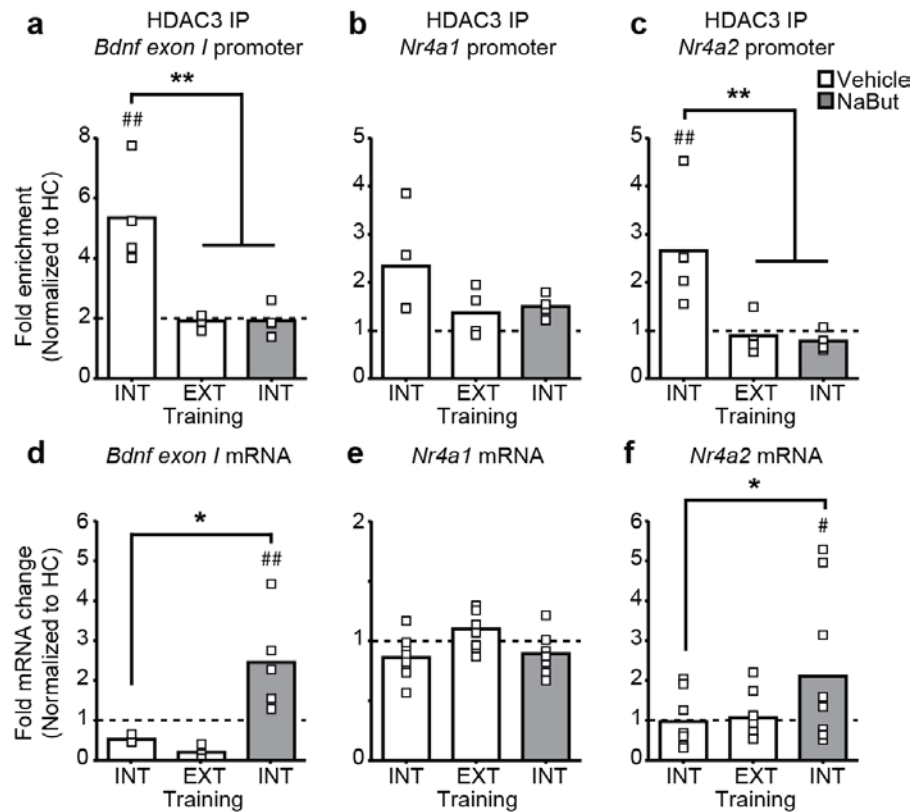 a
HDAC3 IP
Bdnf exon I promoter
b
HDAC3 IP
Nr4a1 promoter
c
HDAC3 IP
Nr4a2 promoter
Vehicle
NaBut
Fold enrichment
(Normalized to HC)
**
##
8
6
4
2
0
INT EXT INT
Training
5
4
3
2
1
0
INT EXT INT
Training
**
##
5
4
3
2
1
0
INT EXT INT
Training
d
Bdnf exon I mRNA
e
Nr4a1 mRNA
f
Nr4a2 mRNA
Fold mRNA change
(Normalized to HC)
*
##
6
5
4
3
2
1
0
INT EXT INT
Training
2
1
0
INT EXT INT
Training
*
#
6
5
4
3
2
1
0
INT EXT INT
Training